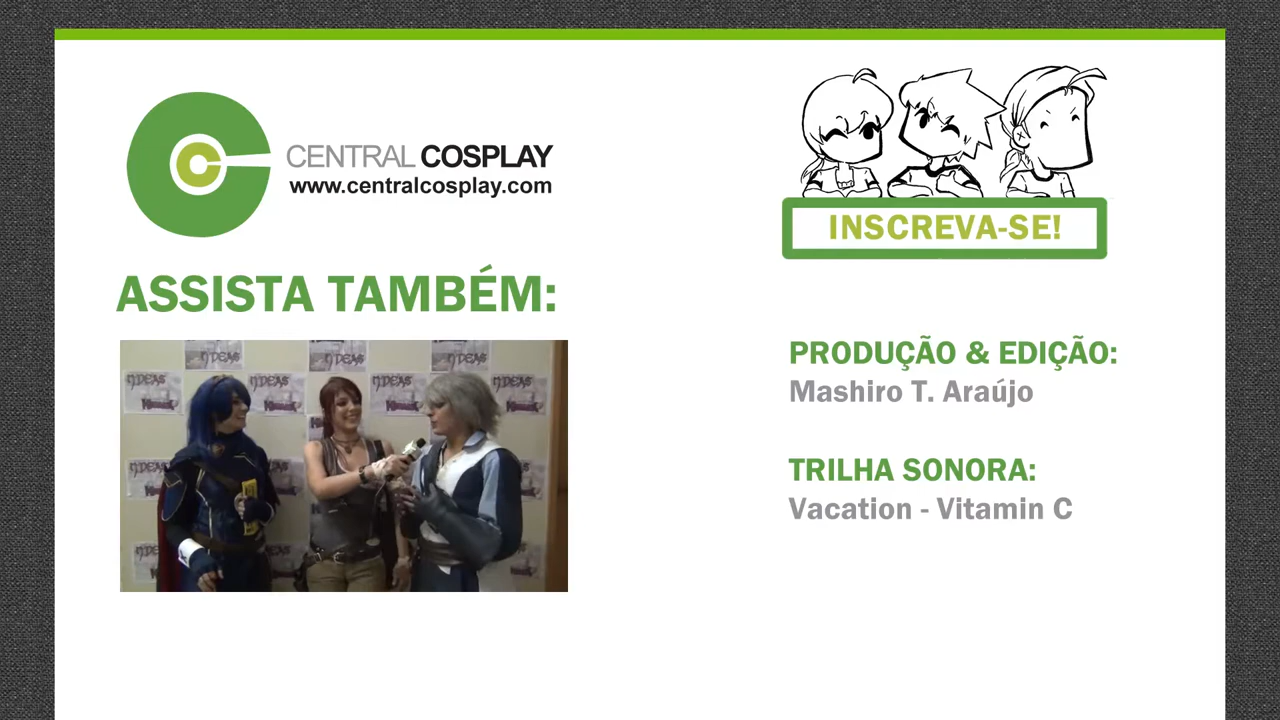 CENTRAL COSPLAY
www.centralcosplay.com
INSCREVA-SE!
ASSISTA TAMBÉM:
PRODUÇÃO & EDIÇÃO:
Mashiro T. Araújo
TRILHA SONORA:
Vacation - Vitamin C